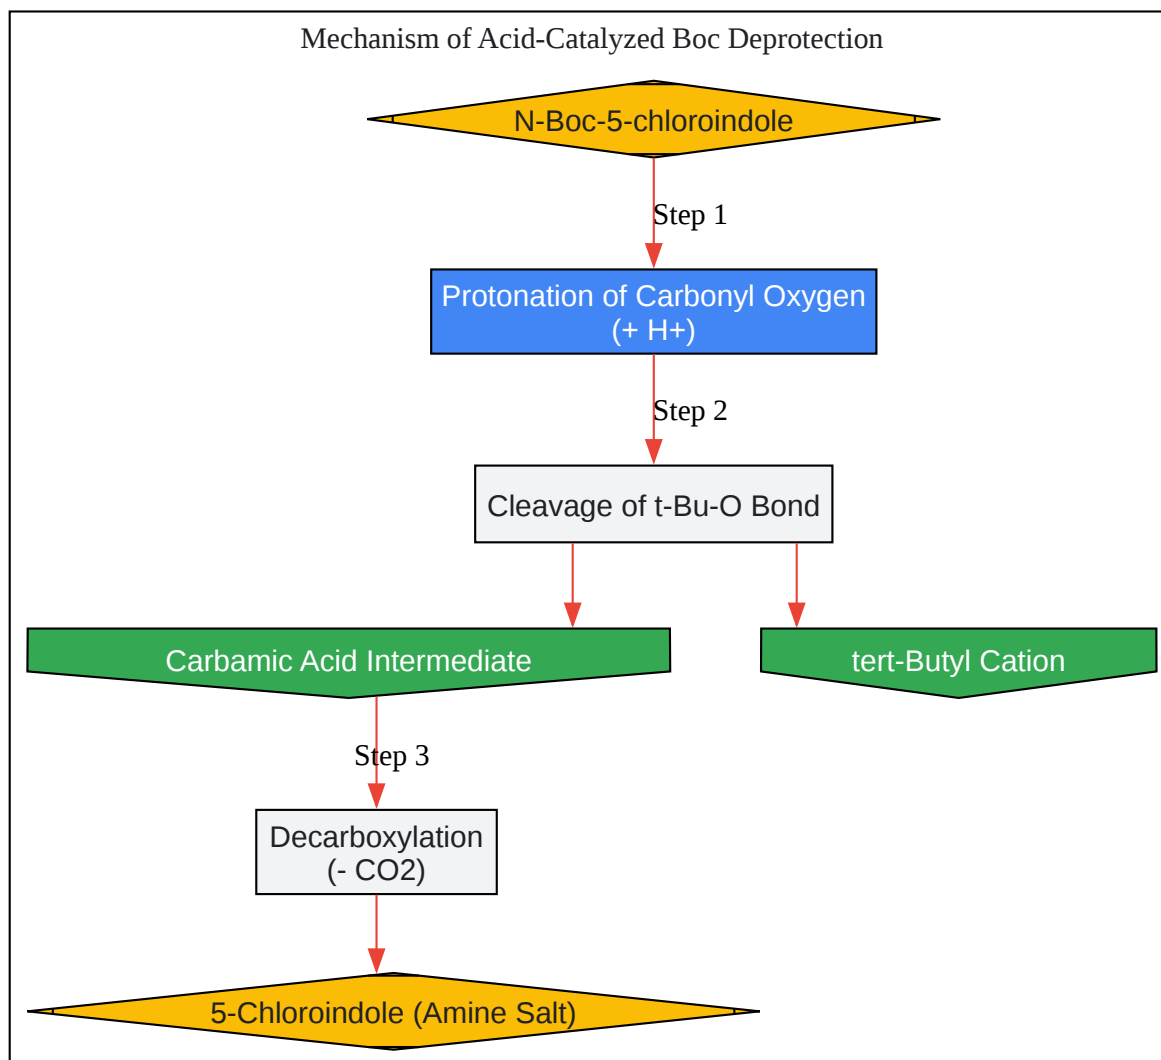 Mechanism of Acid-Catalyzed Boc Deprotection
N-Boc-5-chloroindole
Step 1
Protonation of Carbonyl Oxygen
(+ H+)
Step 2
Cleavage of t-Bu-O Bond
Carbamic Acid Intermediate
tert-Butyl Cation
Step 3
Decarboxylation
(- CO2)
5-Chloroindole (Amine Salt)